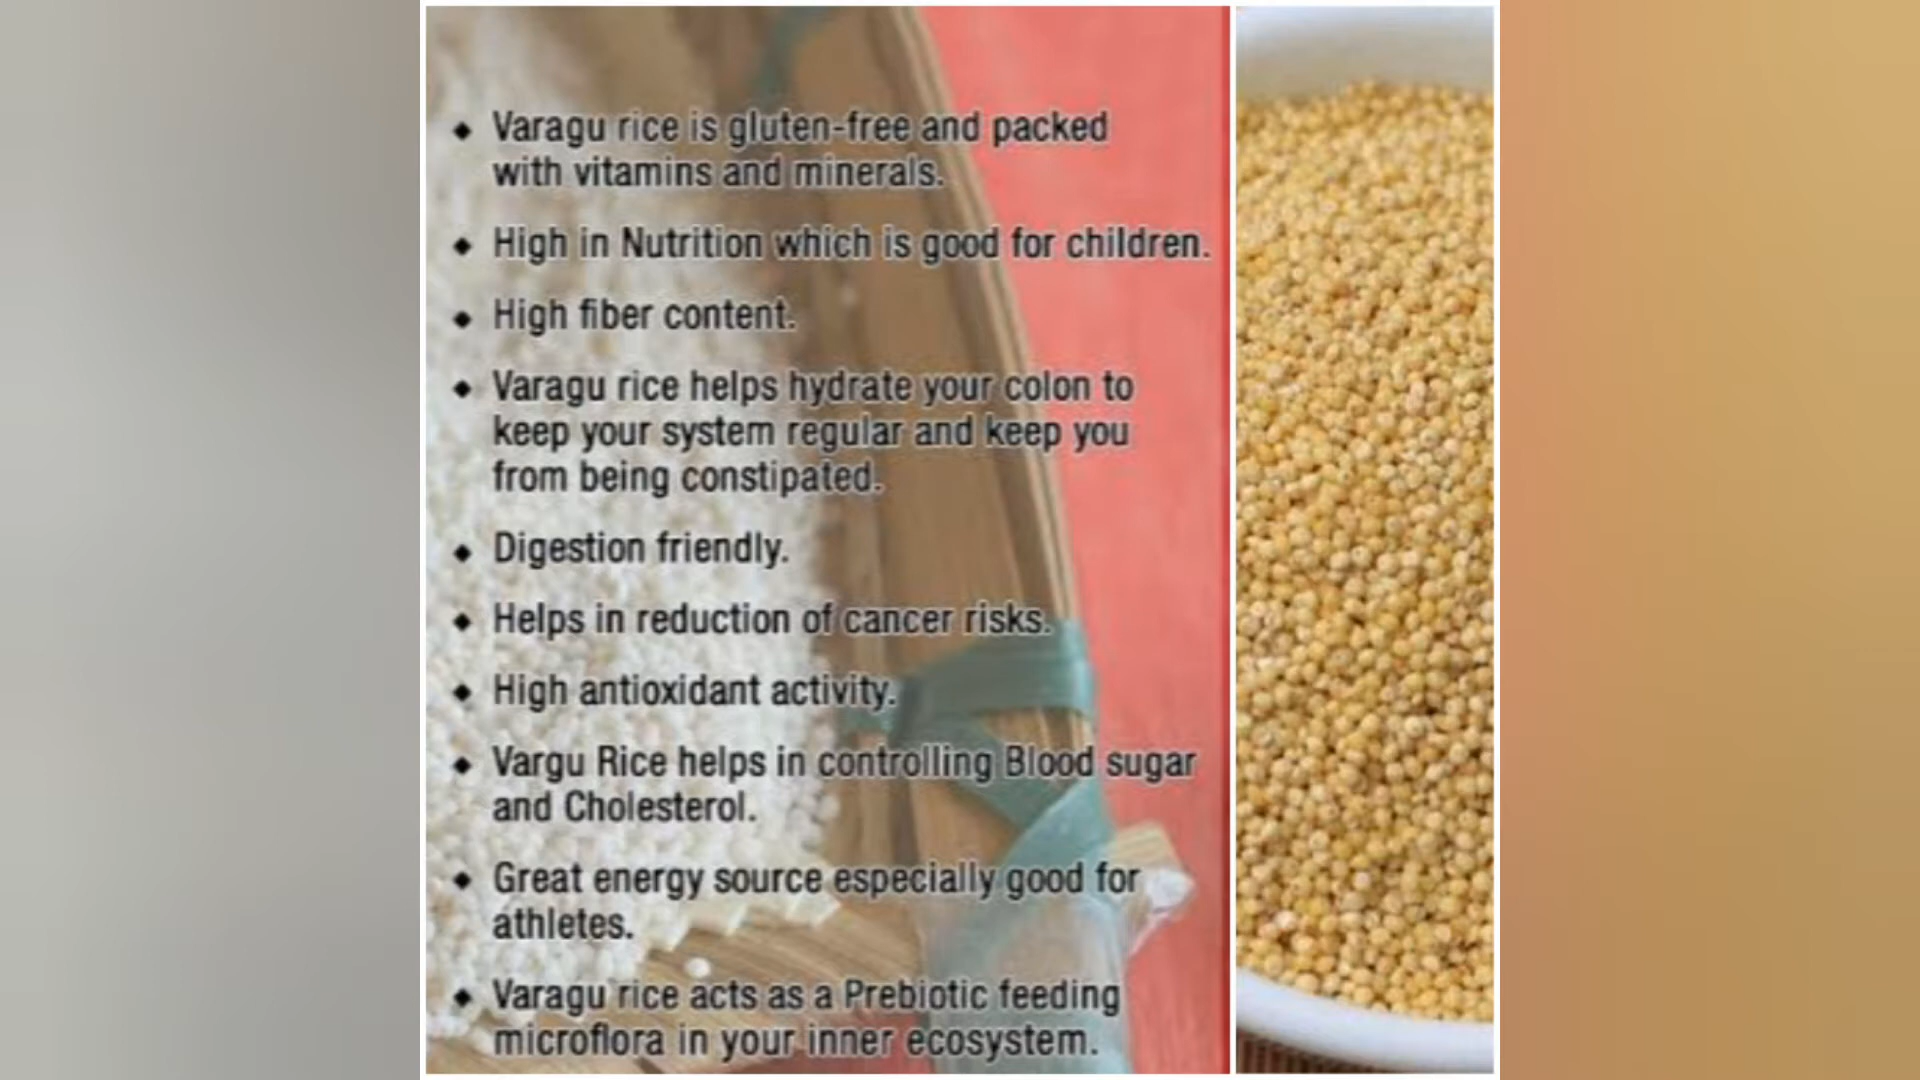 Varagu rice is gluten-free and packed
with vitamins and minerals.
High in Nutrition which is good for children.
High fiber content.
Varagu rice helps hydrate your colon to
keep your system regular and keep you
from being constipated.
Digestion friendly.
Helps in reduction of cancer risks.
High antioxidant activity.
Vargu Rice helps in controlling Blood sugar
and Cholesterol.
Great energy source especially good for
athletes.
Varagu rice acts as a Prebiotic feeding
microflora in your inner ecosystem.